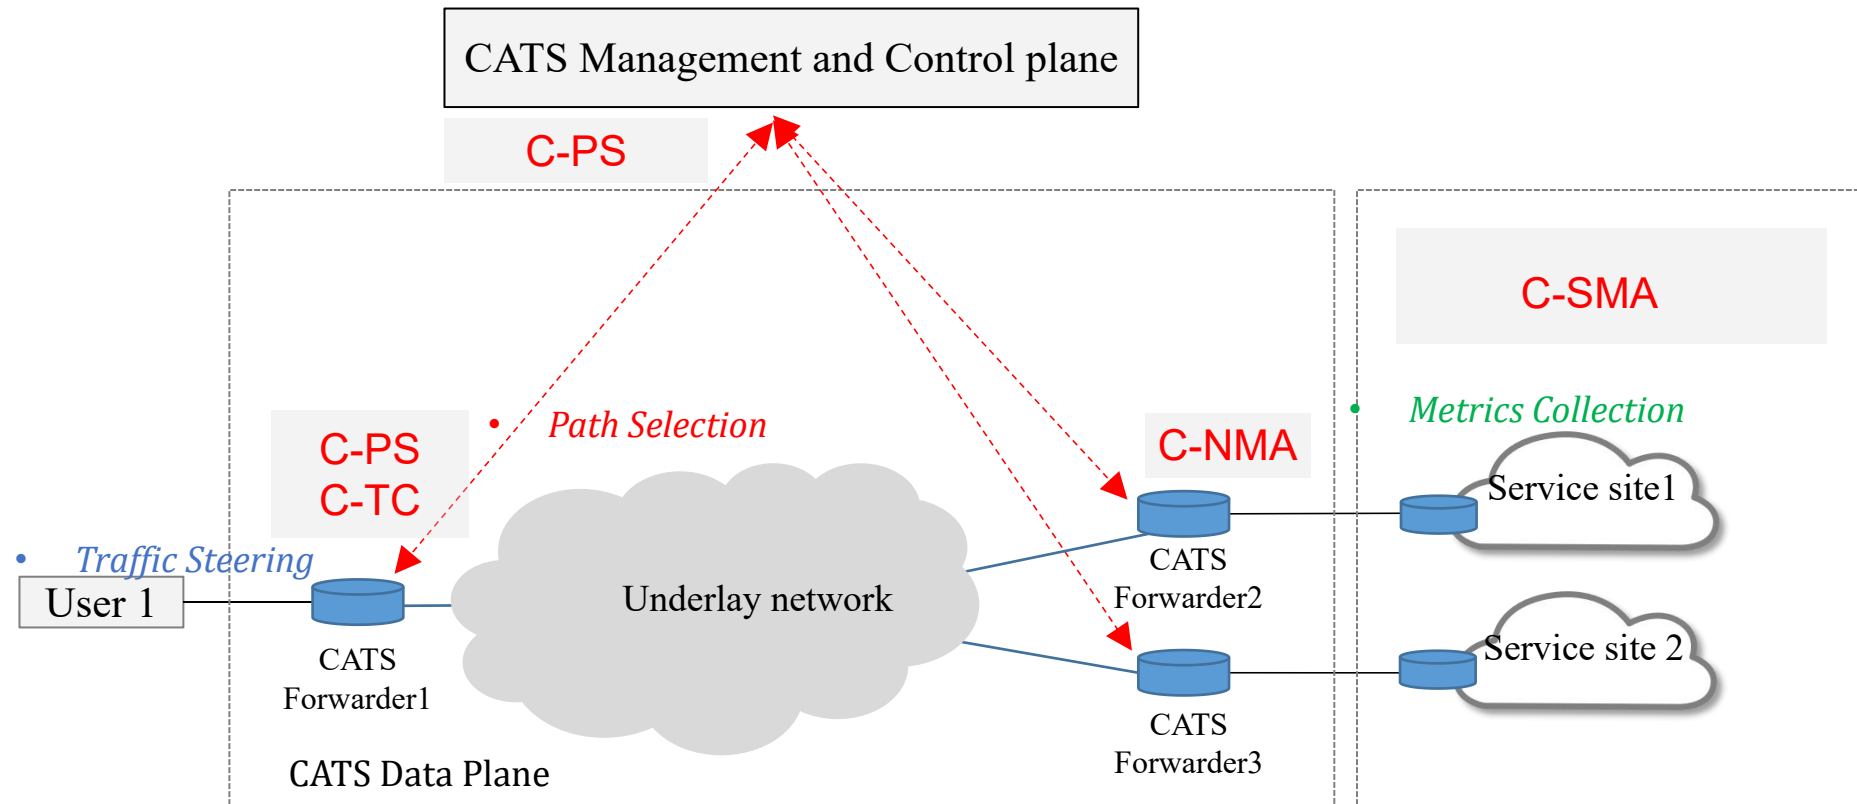 CATS Management and Control plane
C-PS
C-SMA
C-PS
C-TC
• Path Selection
C-NMA
• Metrics Collection
Service site1
• Traffic Steering
User 1
CATS
Forwarder1
Underlay network
CATS
Forwarder2
Service site 2
CATS
Forwarder3
CATS Data Plane